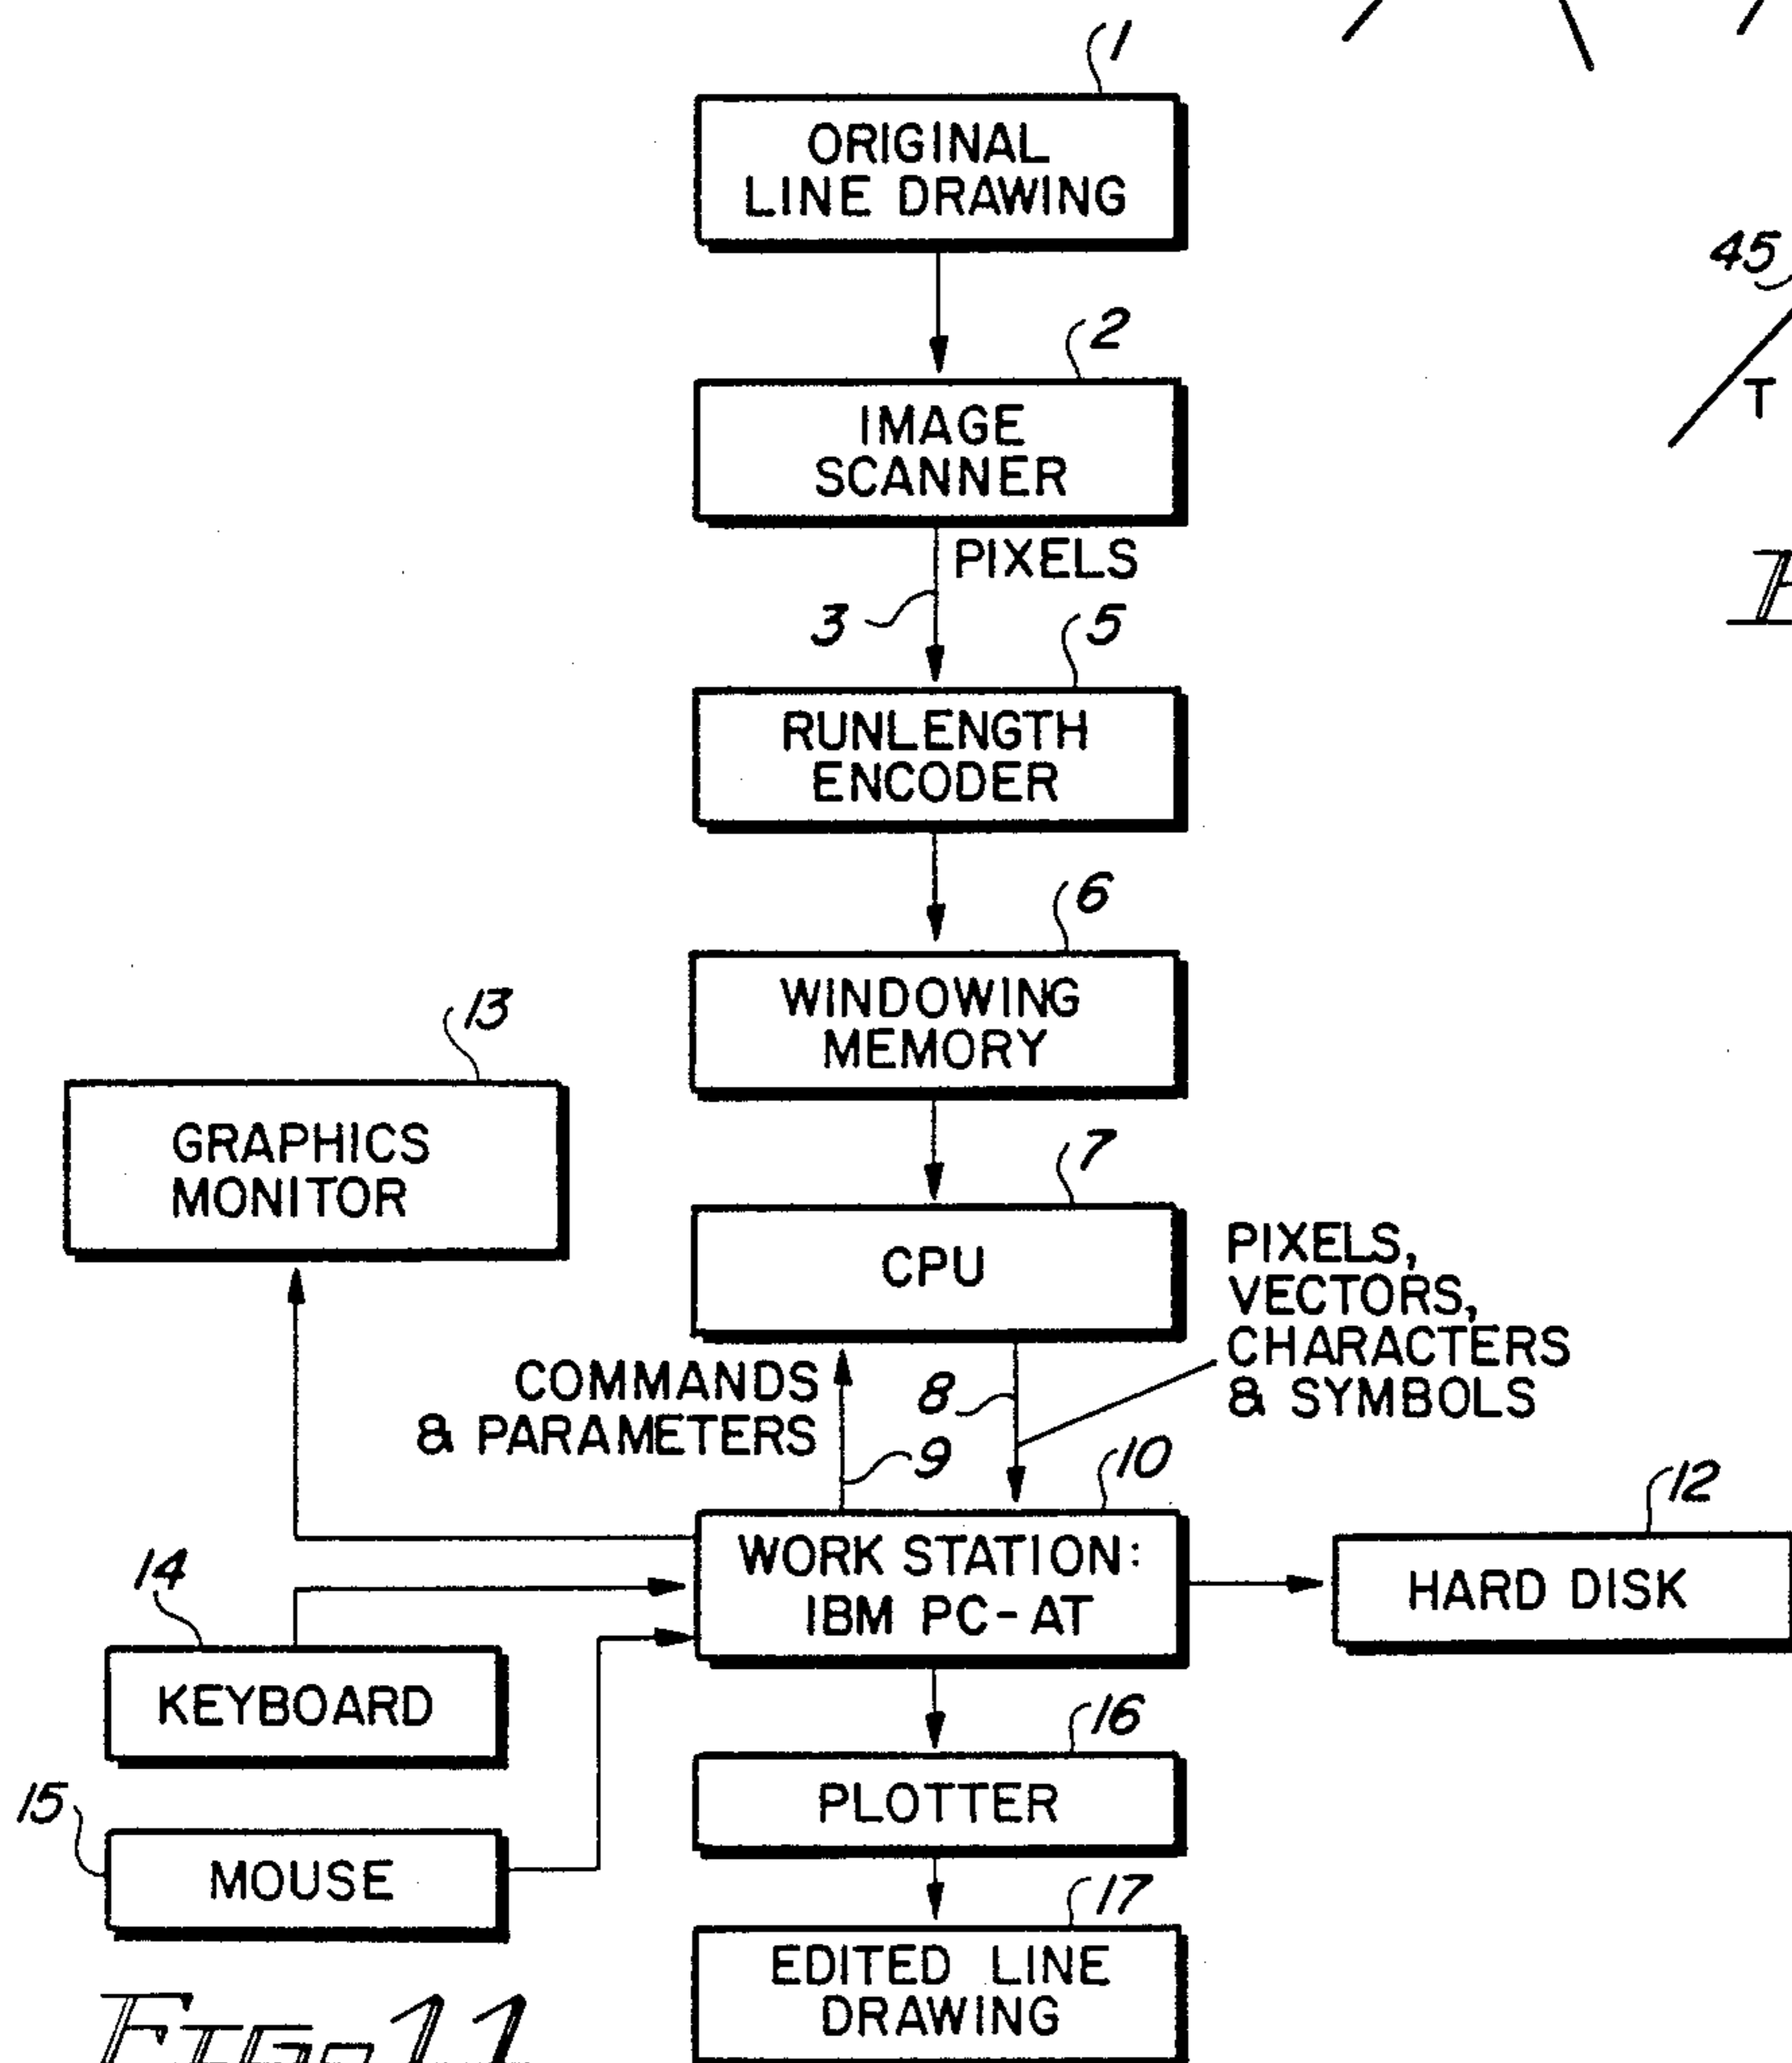 1
ORIGINAL
LINE DRAWING
45
2
IMAGE
SCANNER
T
PIXELS
3
5
RUNLENGTH
ENCODER
6
WINDOWING
MEMORY
13
GRAPHICS
MONITOR
7
CPU
PIXELS,
VECTORS,
CHARACTERS
& SYMBOLS
COMMANDS
& PARAMETERS
8
9
10
WORK STATION:
IBM PC-AT
12
HARD DISK
14
KEYBOARD
16
PLOTTER
15
MOUSE
17
EDITED LINE
DRAWING